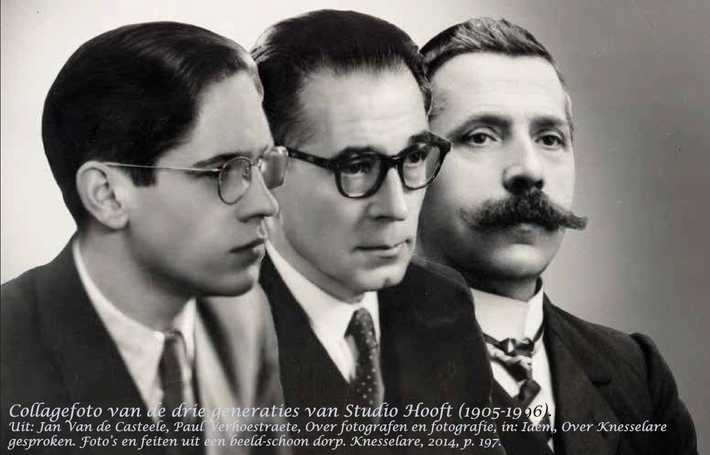 Collagefoto van de drie generaties van Studio Hooft (1905-1996).
Uit: Jan Van de Casteele, Paul Verhoestraete, Over fotografen en fotografie, in: Idem, Over Knesselare
gesproken. Foto's en feiten uit een beeld-schoon dorp. Knesselare, 2014, p. 197.